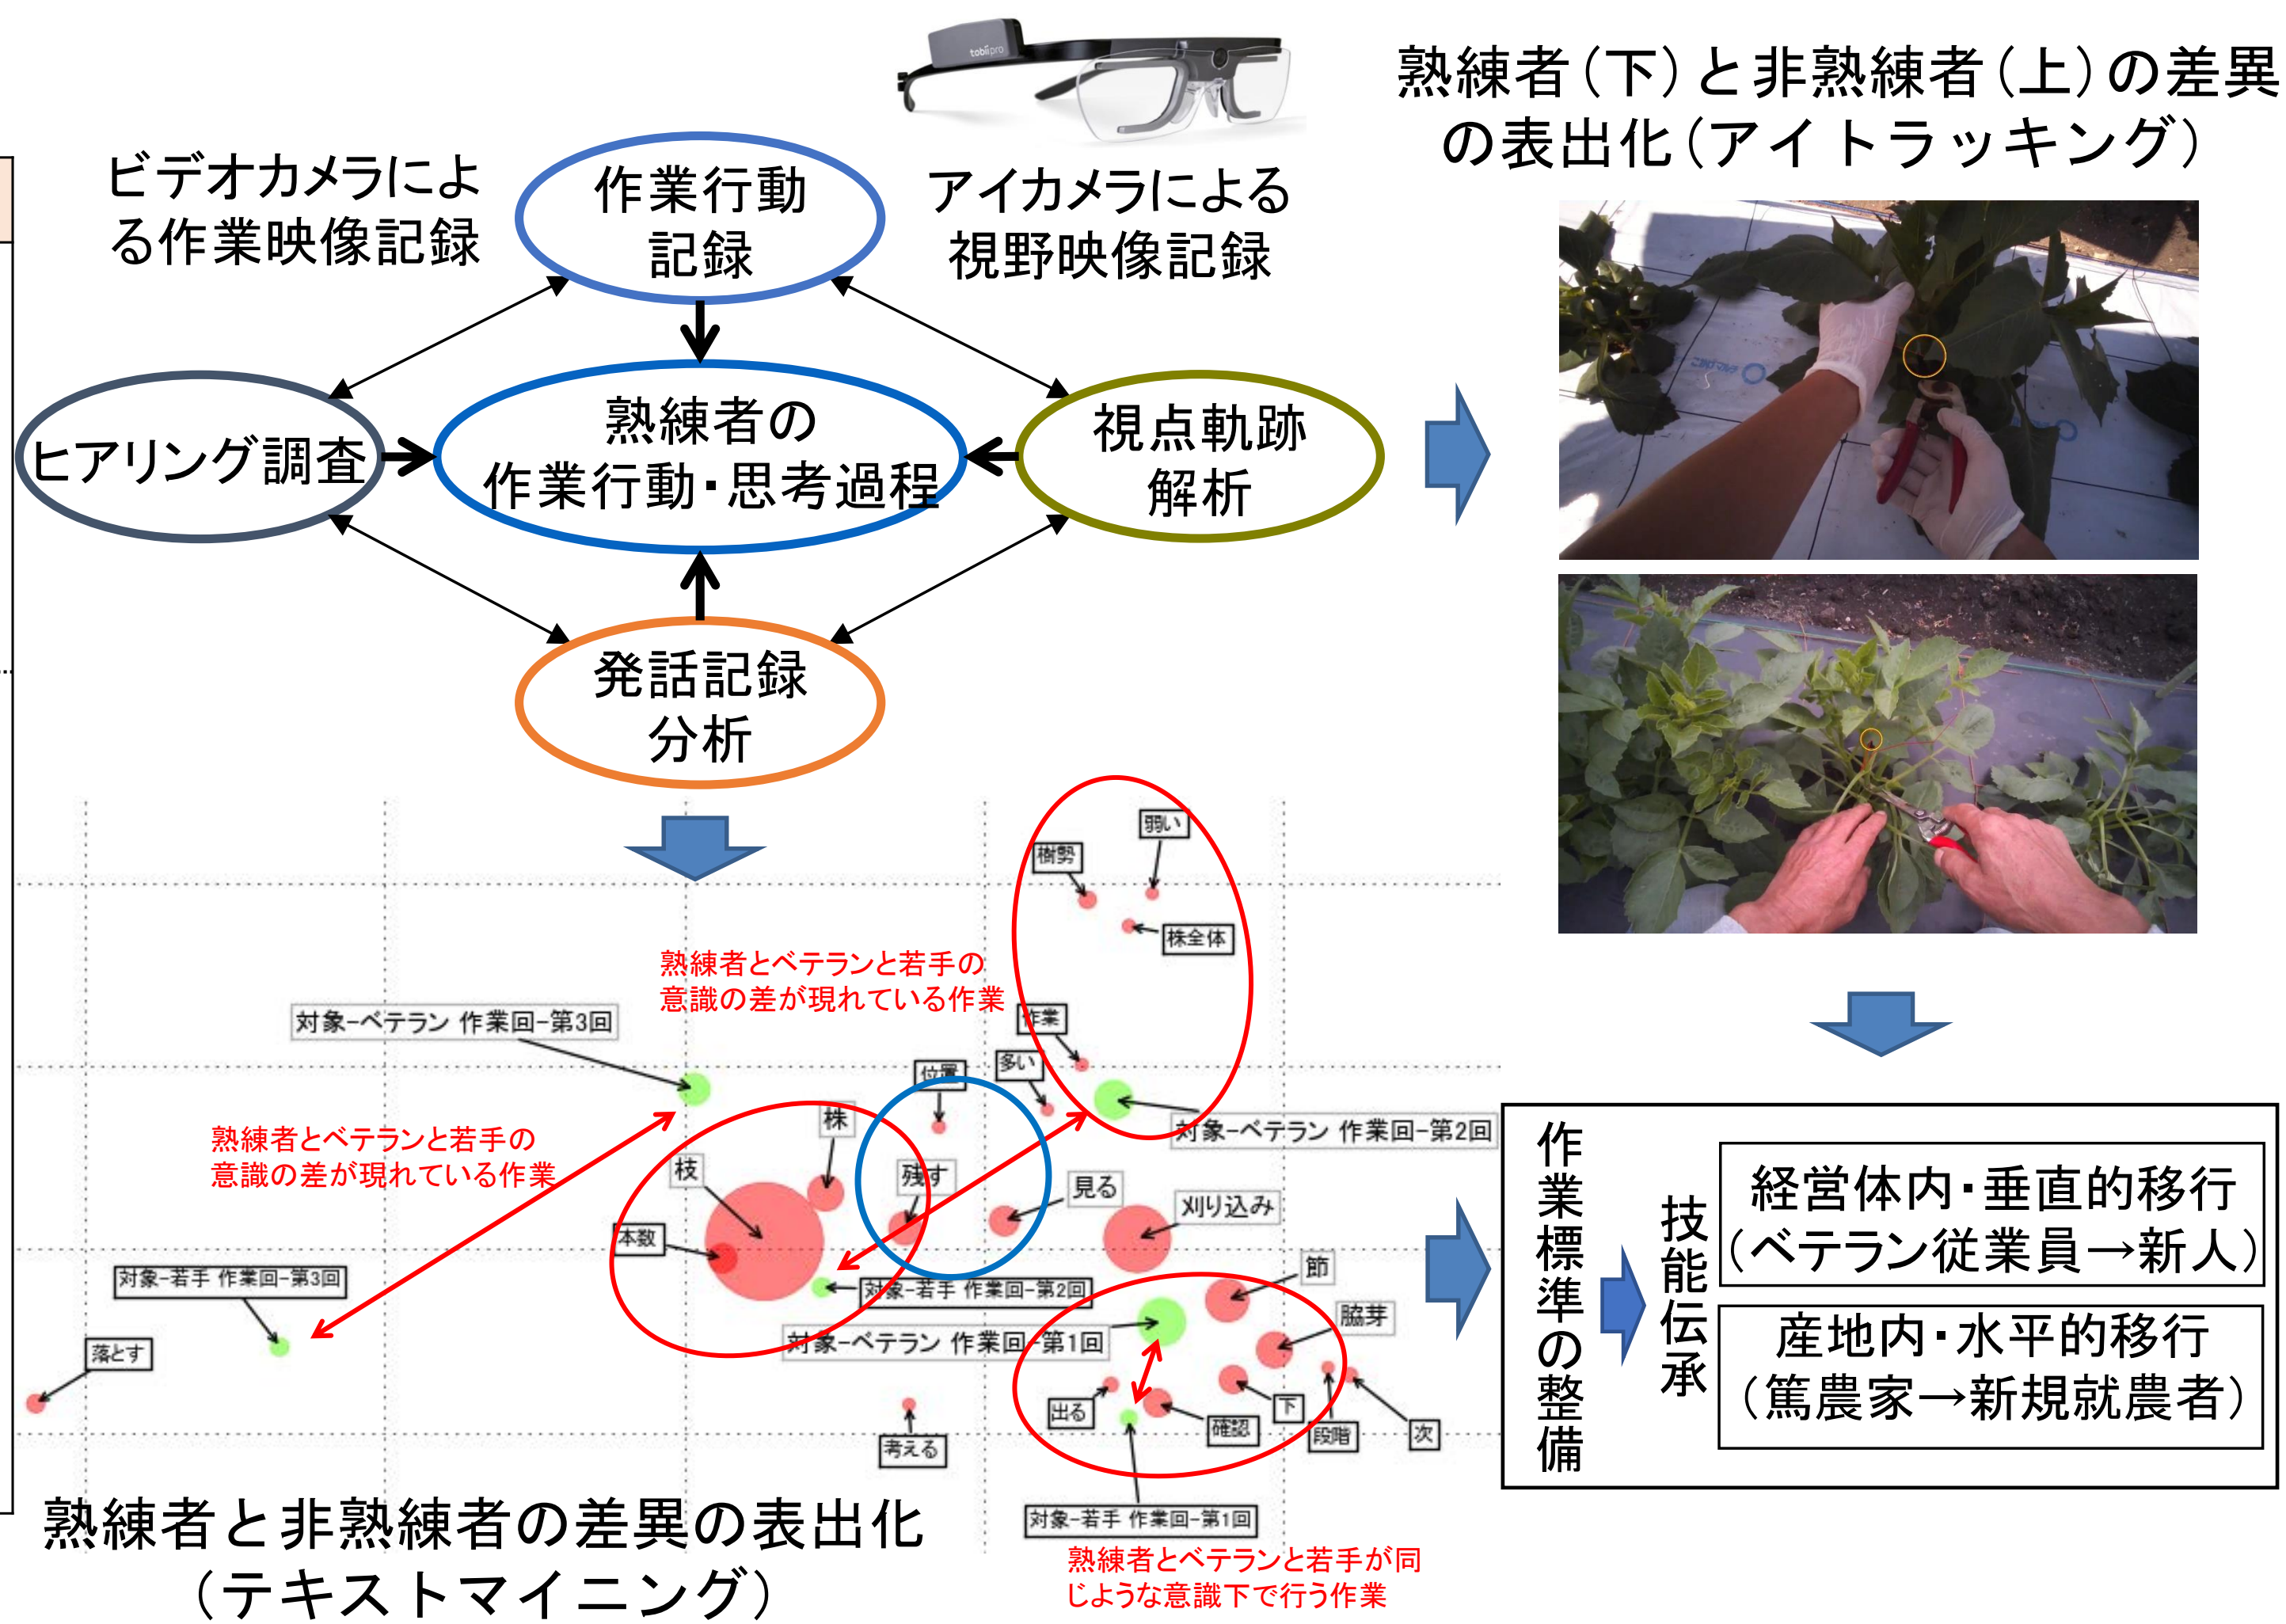 tobii pro
熟練者（下）と非熟練者（上）の差異
の表出化（アイトラッキング）
ビデオカメラによ
る作業映像記録
作業行動
記録
アイカメラによる
視野映像記録
ヒアリング調査
熟練者の
作業行動・思考過程
視点軌跡
解析
発話記録
分析
弱い
樹勢
株全体
熟練者とベテランと若手の
意識の差が現れている作業
対象-ベテラン 作業回-第3回
作業
多い
位置
株
対象-ベテラン 作業回-第2回
熟練者とベテランと若手の
意識の差が現れている作業
枝
残す
見る
刈り込み
本数
節
対象-若手 作業回-第3回
対象-若手 作業回-第2回
脇芽
対象-ベテラン 作業回-第1回
落とす
出る
下
確認
段階
次
考える
対象-若手 作業回-第1回
熟練者とベテランと若手が同
じような意識下で行う作業
熟練者と非熟練者の差異の表出化
（テキストマイニング）
作業標準の整備
技能伝承
経営体内・垂直的移行
（ベテラン従業員→新人）
産地内・水平的移行
（篤農家→新規就農者）